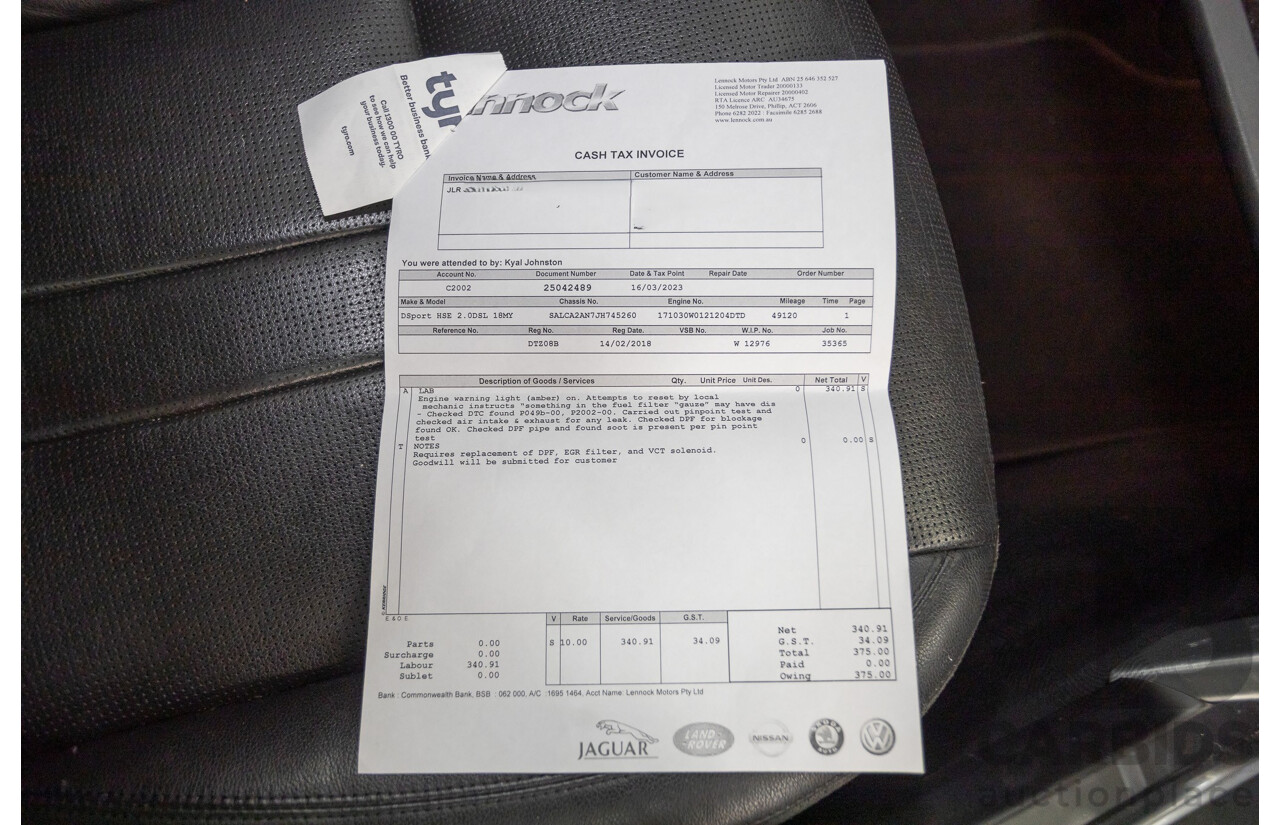 tyr
Better business bank
Call 1300 00 TYRO
to see how we can help
your business today.
tyro.com
nnock
Lennock Motors Pty Ltd ABN 25 646 352 527
Licensed Motor Trader 20000133
Licensed Motor Repairer 20000402
RTA Licence ARC AU34675
150 Melrose Drive, Phillip, ACT 2606
Phone 6282 2022 : Facsimile 6285 2688
www.lennock.com.au
CASH TAX INVOICE
Invoice Name & Address Customer Name & Address
JLR
You were attended to by: Kyal Johnston
Account No. Document Number Date & Tax Point Repair Date Order Number
C2002 25042489 16/03/2023
Make & Model Chassis No. Engine No. Mileage Time Page
DSport HSE 2.0DSL 18MY SALCA2AN7JH745260 171030W0121204DTD 49120 1
Reference No. Reg No. Reg Date. VSB No. W.I.P. No. Job No.
DTZ08B 14/02/2018 W 12976 35365
Description of Goods / Services Qty. Unit Price Unit Des. Net Total V
A LAB 0 340.91 S
Engine warning light (amber) on. Attempts to reset by local
mechanic instructs "something in the fuel filter "gauze" may have dis
- Checked DTC found P049b-00, P2002-00. Carried out pinpoint test and
checked air intake & exhaust for any leak. Checked DPF for blockage
found OK. Checked DPF pipe and found soot is present per pin point
test
T NOTES 0 0.00 S
Requires replacement of DPF, EGR filter, and VCT solenoid.
Goodwill will be submitted for customer
E & O E
V Rate Service/Goods G.S.T.
S 10.00 340.91 34.09
Parts 0.00
Surcharge 0.00
Labour 340.91
Sublet 0.00
Net 340.91
G.S.T. 34.09
Total 375.00
Paid 0.00
Owing 375.00
Bank : Commonwealth Bank, BSB : 062 000, A/C :1695 1464, Acct Name: Lennock Motors Pty Ltd
JAGUAR
LAND
ROVER
NISSAN
SKODA
AUTO
CARBIDS
auction place